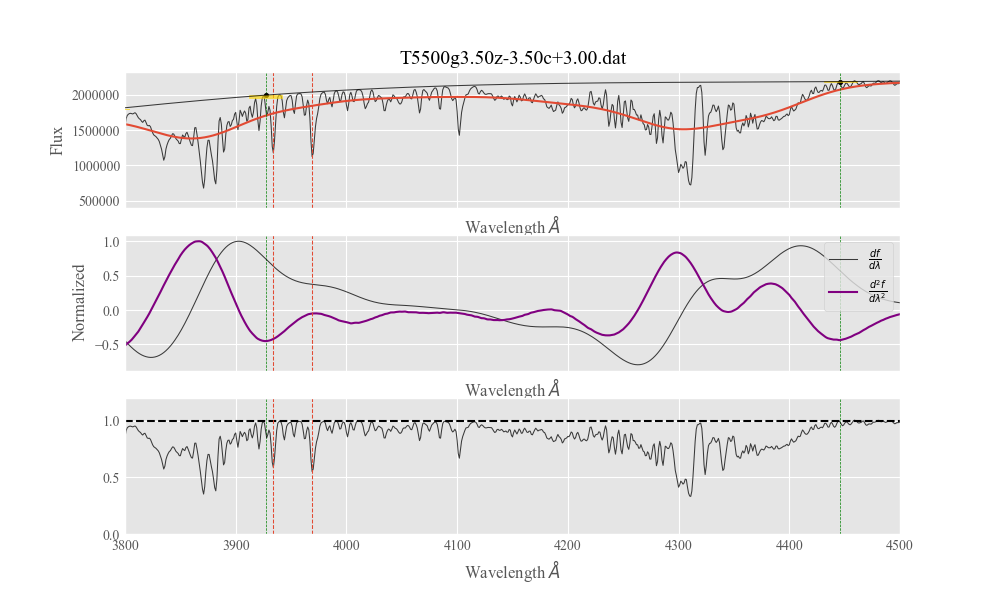 T5500g3.50z-3.50c+3.00.dat
2000000
1500000
1000000
500000
Flux
Wavelength Å
1.0
0.5
0.0
−0.5
Normalized
df
dλ
d²f
dλ²
Wavelength Å
1.0
0.5
0.0
3800 3900 4000 4100 4200 4300 4400 4500
Wavelength Å